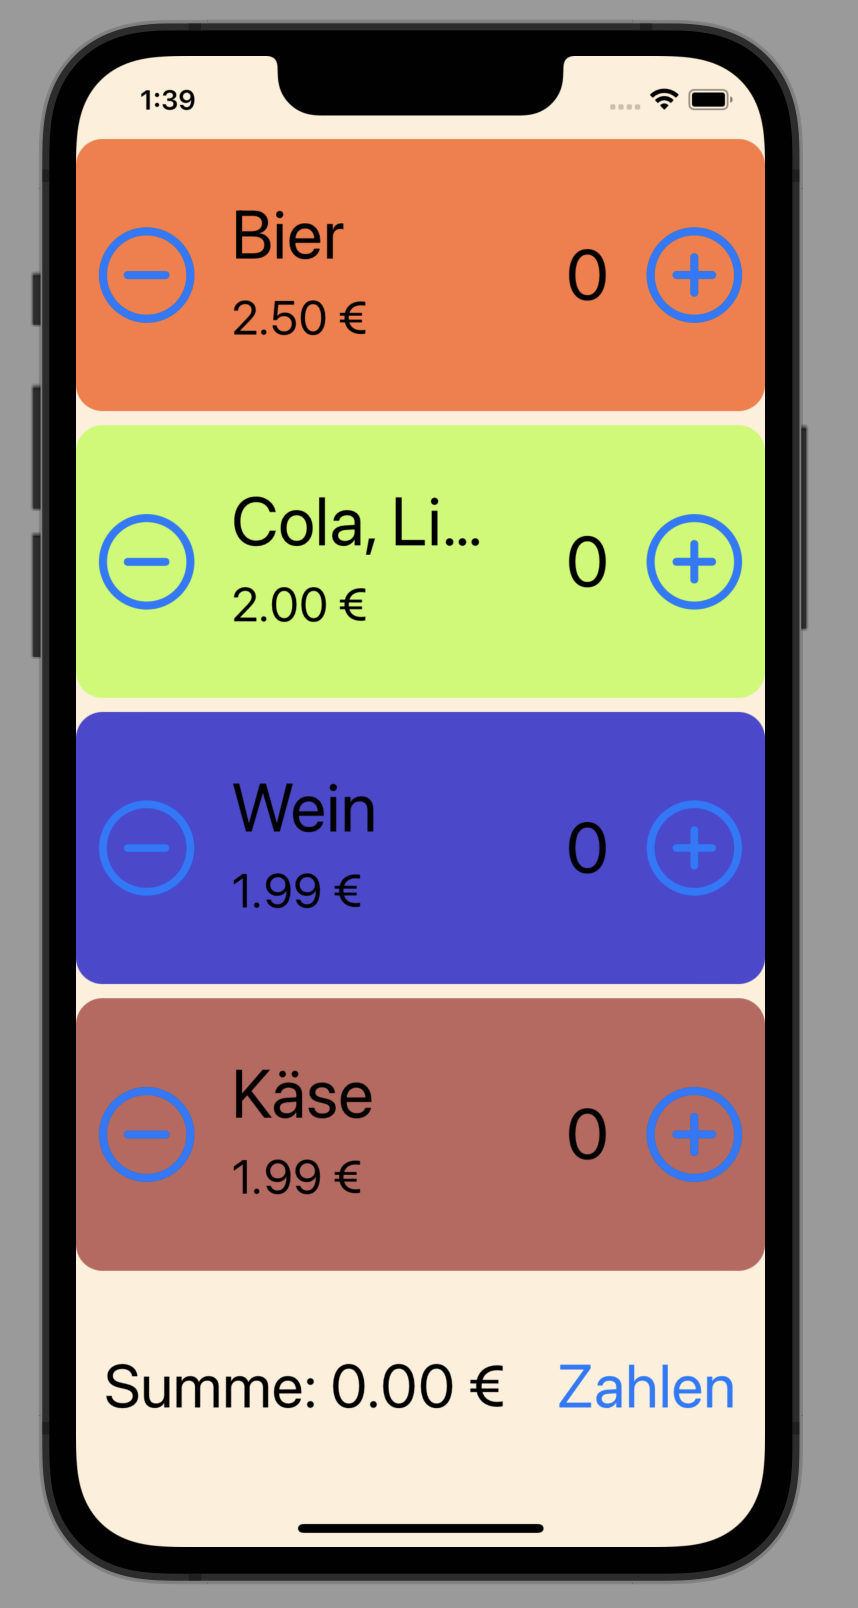 1:39
Bier
2.50 €
0
Cola, Li...
2.00 €
0
Wein
1.99 €
0
Käse
1.99 €
0
Summe: 0.00 €
Zahlen